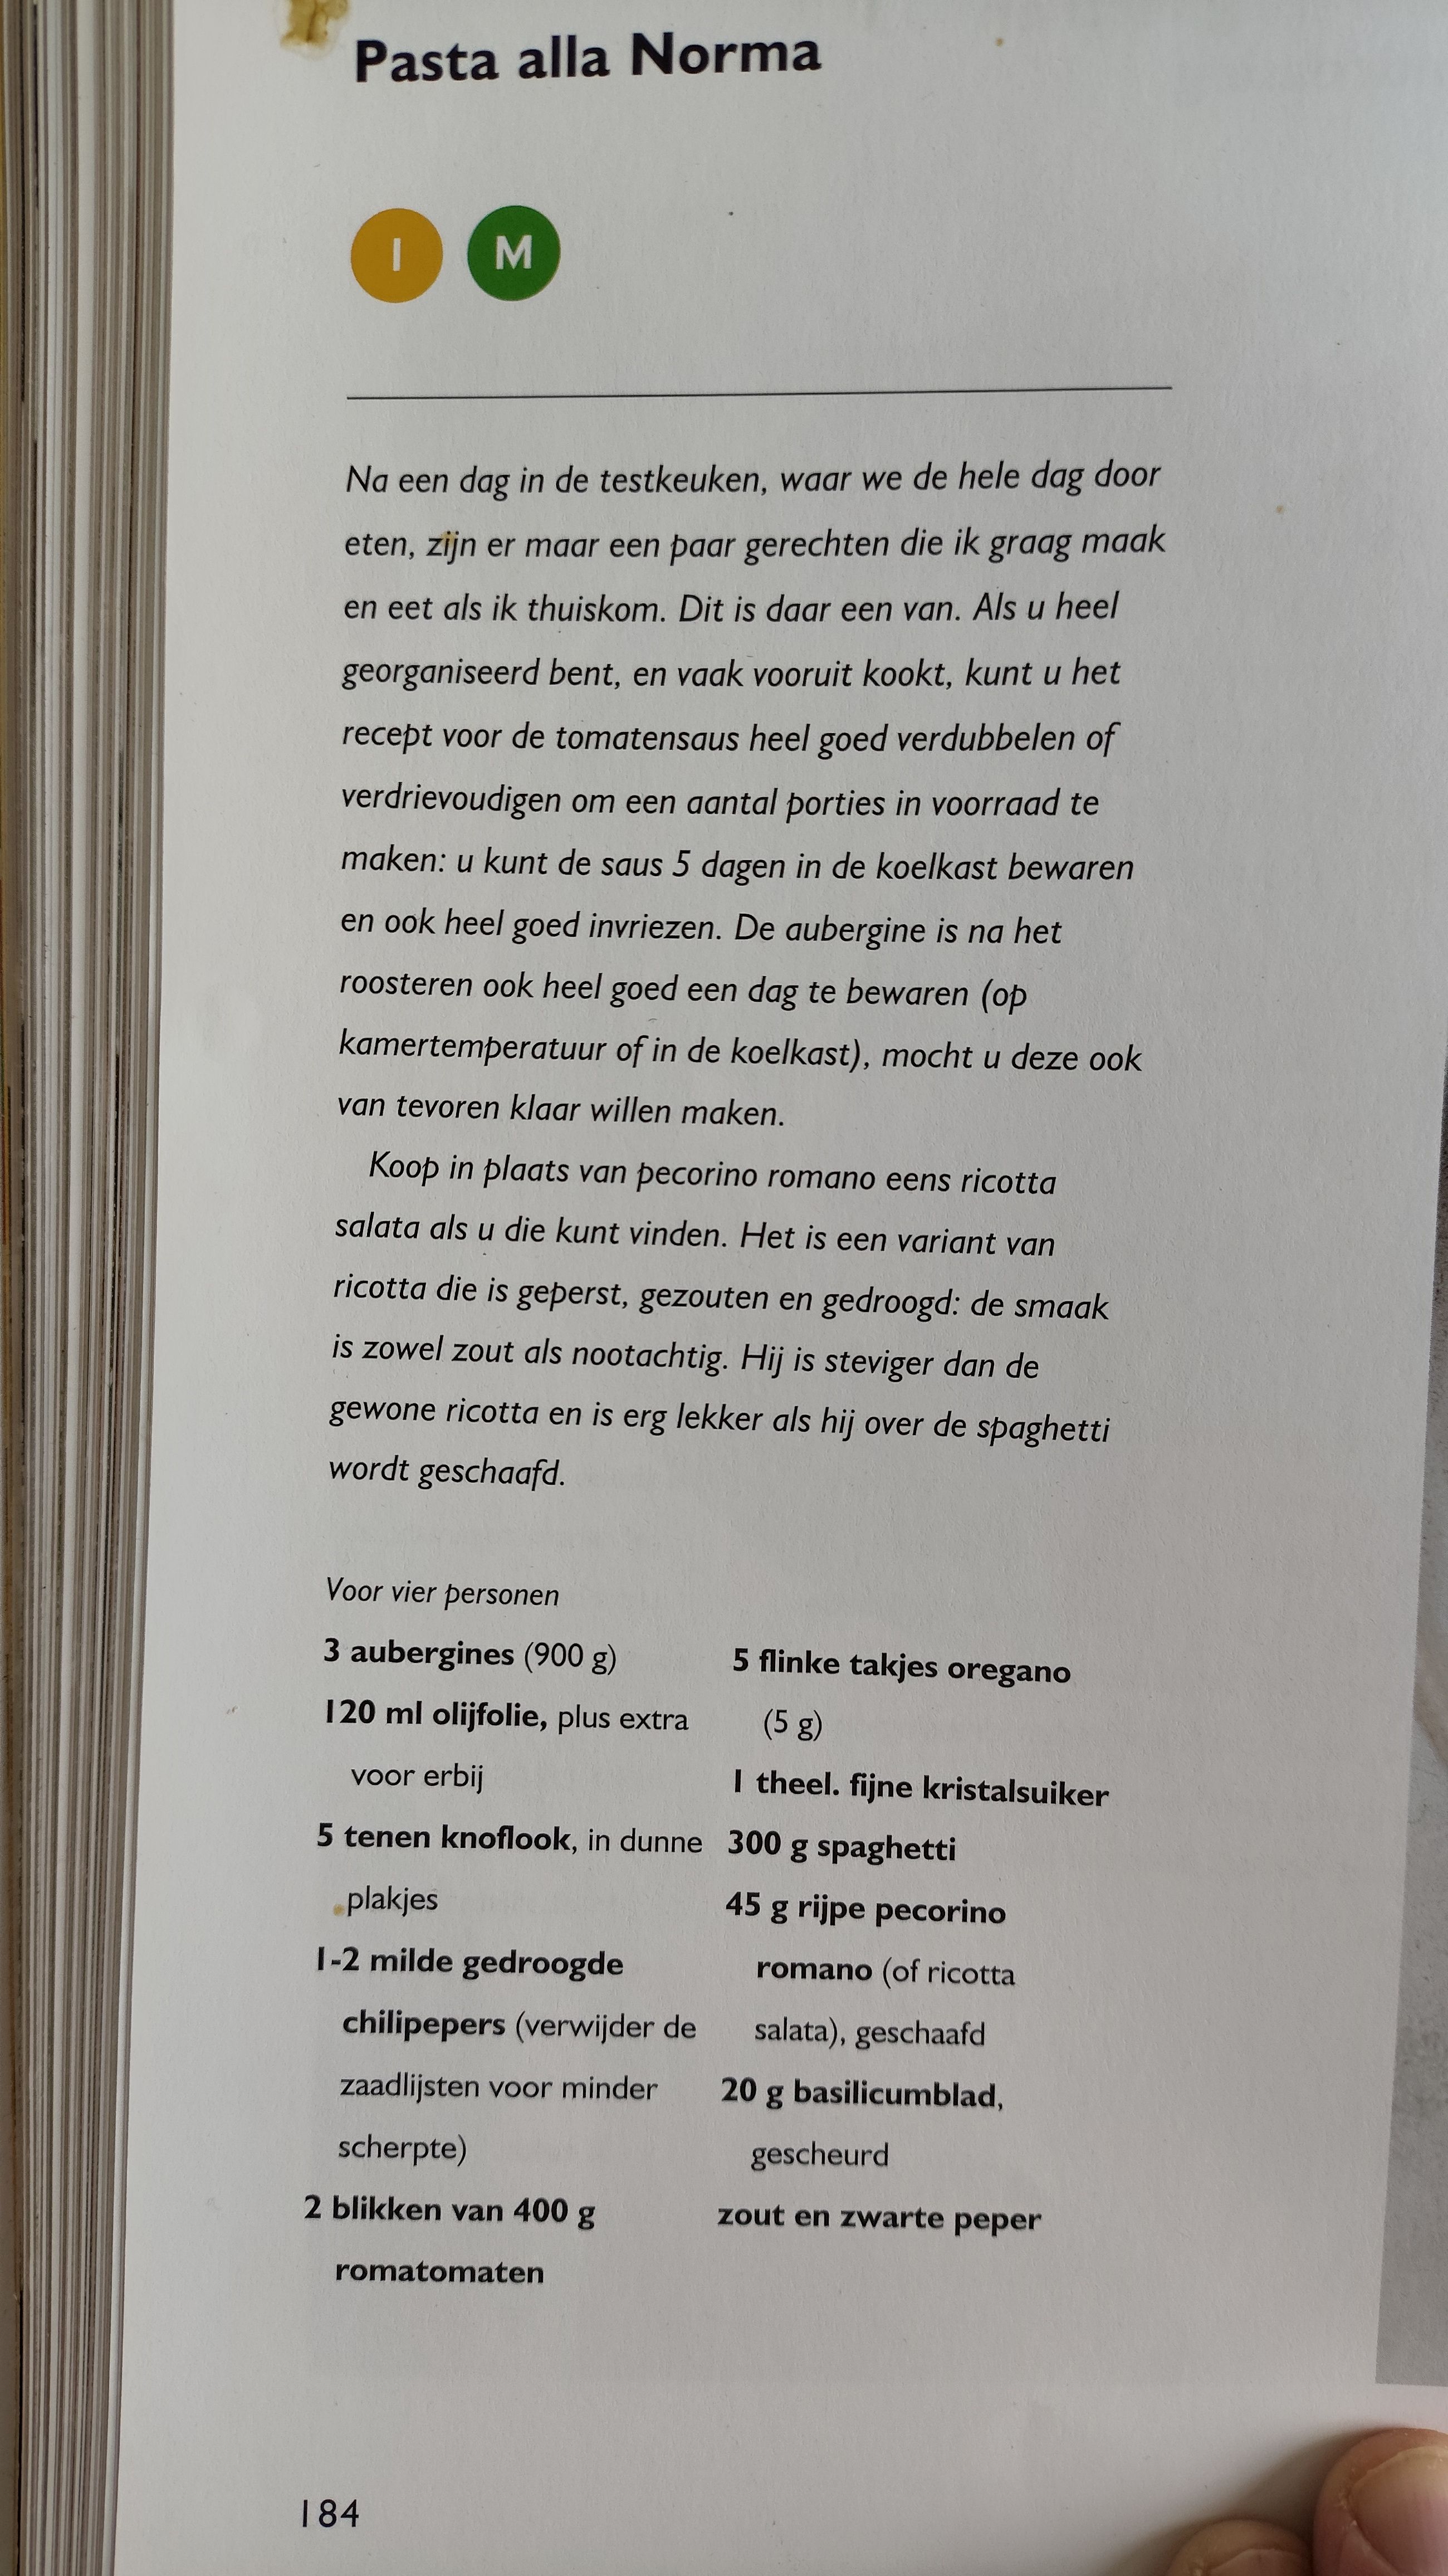 Pasta alla Norma
I M
Na een dag in de testkeuken, waar we de hele dag door
eten, zijn er maar een paar gerechten die ik graag maak
en eet als ik thuiskom. Dit is daar een van. Als u heel
georganiseerd bent, en vaak vooruit kookt, kunt u het
recept voor de tomatensaus heel goed verdubbelen of
verdrievoudigen om een aantal porties in voorraad te
maken: u kunt de saus 5 dagen in de koelkast bewaren
en ook heel goed invriezen. De aubergine is na het
roosteren ook heel goed een dag te bewaren (op
kamertemperatuur of in de koelkast), mocht u deze ook
van tevoren klaar willen maken.
Koop in plaats van pecorino romano eens ricotta
salata als u die kunt vinden. Het is een variant van
ricotta die is geperst, gezouten en gedroogd: de smaak
is zowel zout als nootachtig. Hij is steviger dan de
gewone ricotta en is erg lekker als hij over de spaghetti
wordt geschaafd.
Voor vier personen
3 aubergines (900 g)
120 ml olijfolie, plus extra
voor erbij
5 tenen knoflook, in dunne
plakjes
1-2 milde gedroogde
chilipepers (verwijder de
zaadlijsten voor minder
scherpte)
2 blikken van 400 g
romatomaten
5 flinke takjes oregano
(5 g)
1 theel. fijne kristalsuiker
300 g spaghetti
45 g rijpe pecorino
romano (of ricotta
salata), geschaafd
20 g basilicumblad,
gescheurd
zout en zwarte peper
184